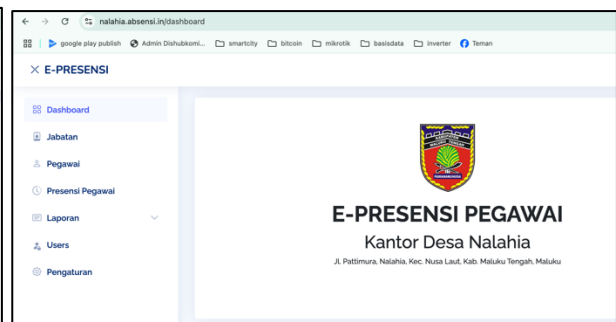 nalahia.absensi.in/dashboard
google play publish Admin Dishubkomi... smartcity bitcoin mikrotik basisdata inverter Teman
E-PRESENSI
Dashboard
Jabatan
Pegawai
Presensi Pegawai
Laporan
Users
Pengaturan
E-PRESENSI PEGAWAI
Kantor Desa Nalahia
Jl. Pattimura, Nalahia, Kec. Nusa Laut, Kab. Maluku Tengah, Maluku